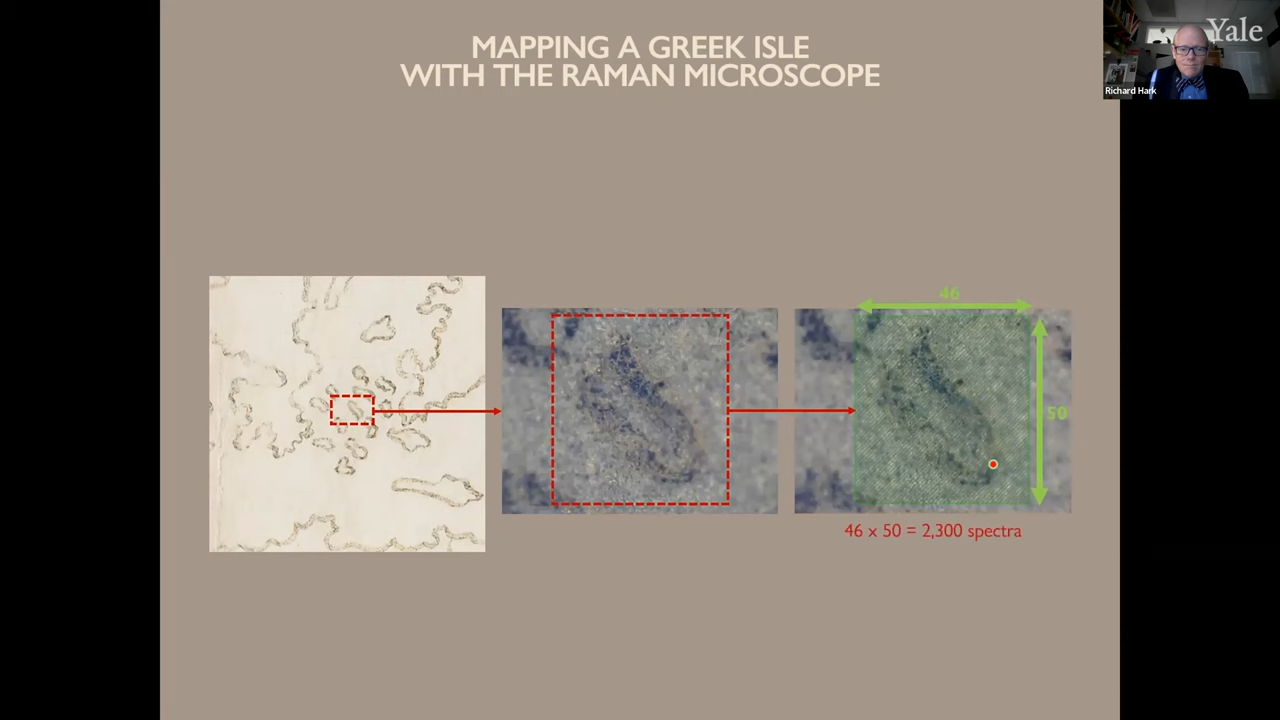 MAPPING A GREEK ISLE
WITH THE RAMAN MICROSCOPE
Yale
Richard Hark
46
50
46 x 50 = 2,300 spectra